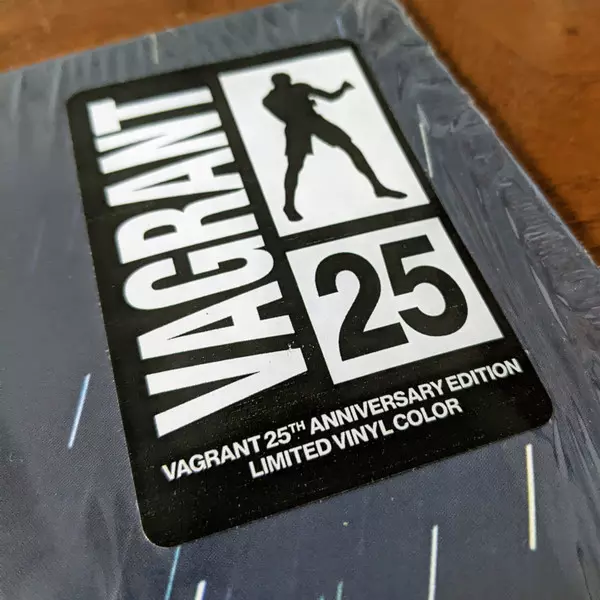 VAGRANT
25
VAGRANT 25TH ANNIVERSARY EDITION
LIMITED VINYL COLOR